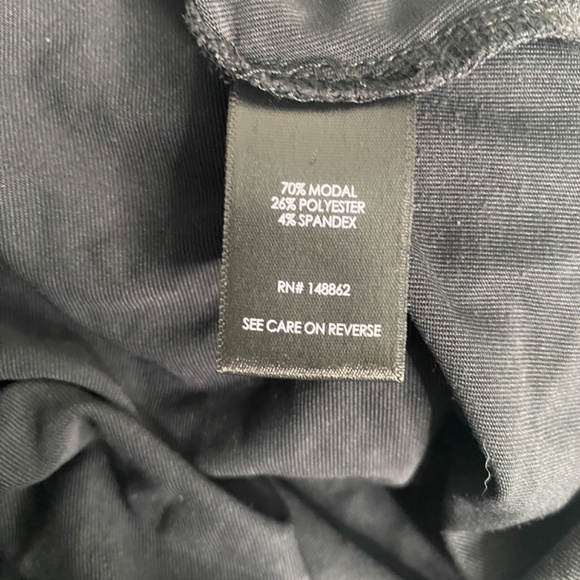 70% MODAL
26% POLYESTER
4% SPANDEX
RN# 148862
SEE CARE ON REVERSE